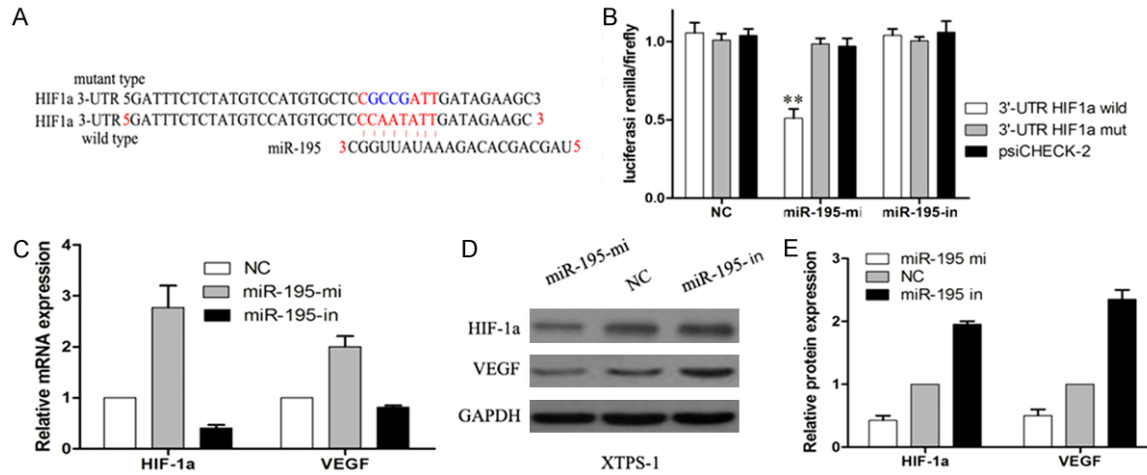 A
mutant type
HIF1a 3-UTR 5GATTTCTCTATGTCCATGTGCTCCGCCGATTGATAGAAGC3
HIF1a 3-UTR5GATTTCTCTATGTCCATGTGCTCCCAATATTGATAGAAGC 3
wild type
miR-195 3CGGUUAUAAAGACACGACGAU5
B
luciferasi renilla/firefly
1.0
0.5
0.0
**
NC
miR-195-mi
miR-195-in
3'-UTR HIF1a wild
3'-UTR HIF1a mut
psiCHECK-2
C
Relative mRNA expression
4
3
2
1
0
NC
miR-195-mi
miR-195-in
HIF-1a
VEGF
D
miR-195-mi
NC
miR-195-in
HIF-1a
VEGF
GAPDH
XTPS-1
E
Relative protein expression
3
2
1
0
miR-195 mi
NC
miR-195 in
HIF-1a
VEGF